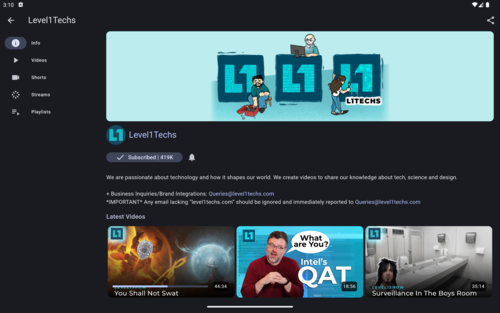 3:10
Level1Techs
Info
Videos
Shorts
Streams
Playlists
L1
L1
L1
L1TECHS
L1
Level1Techs
Subscribed | 419K
We are passionate about technology and how it shapes our world. We create videos to share our knowledge about tech, science and design.
+ Business Inquiries/Brand Integrations: Queries@level1techs.com
*IMPORTANT* Any email lacking "level1techs.com" should be ignored and immediately reported to Queries@level1techs.com
Latest Videos
L1
44:34
You Shall Not Swat
L1
What are You?
Intel's
QAT
18:56
L1
35:14
Surveillance In The Boys Room